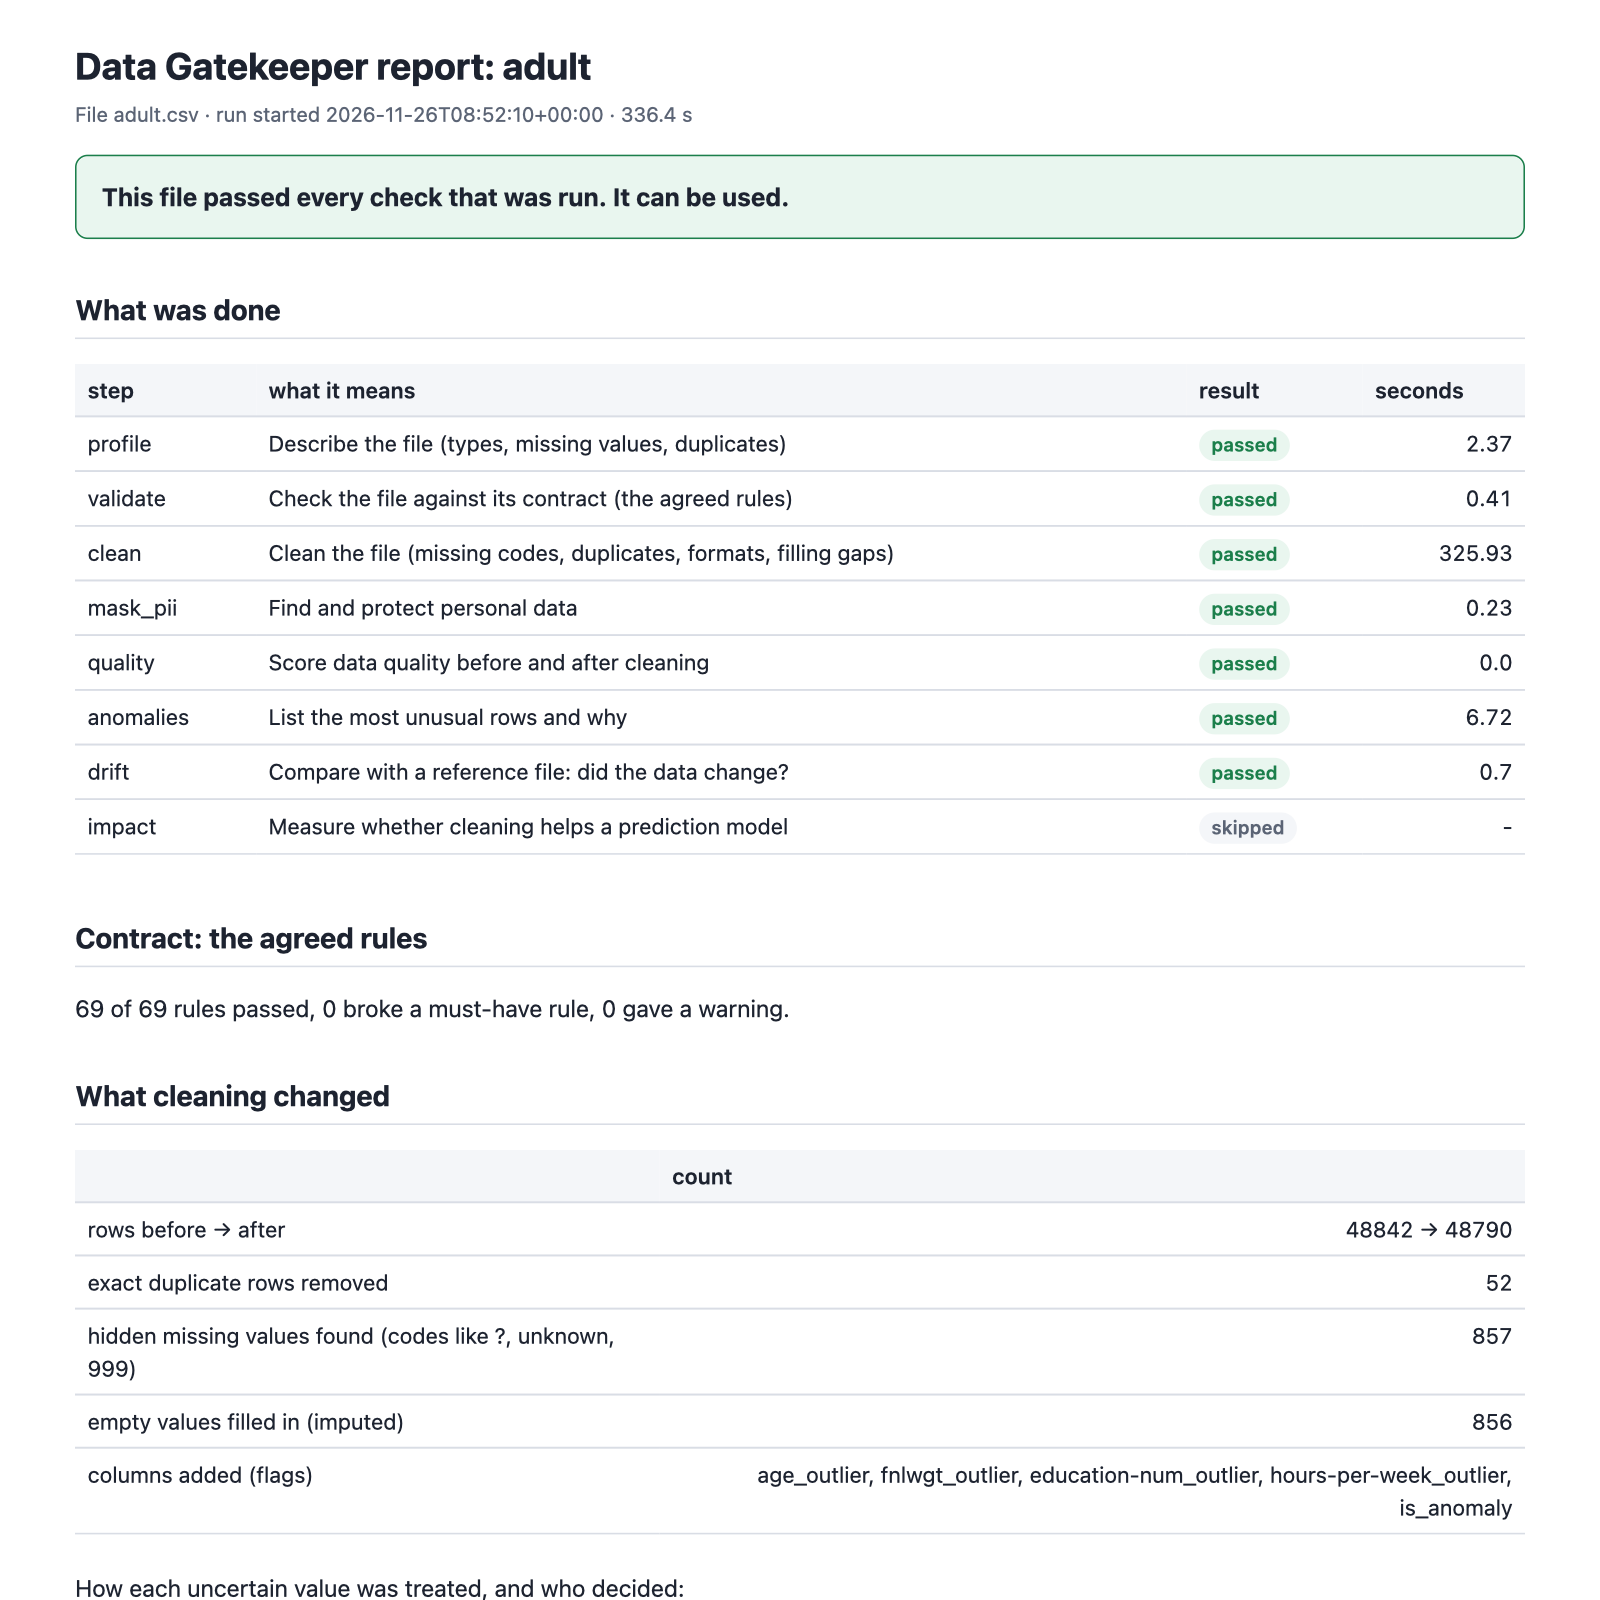 Data Gatekeeper report: adult
File adult.csv · run started 2026-11-26T08:52:10+00:00 · 336.4 s
This file passed every check that was run. It can be used.
What was done
step what it means result seconds
profile Describe the file (types, missing values, duplicates) passed 2.37
validate Check the file against its contract (the agreed rules) passed 0.41
clean Clean the file (missing codes, duplicates, formats, filling gaps) passed 325.93
mask_pii Find and protect personal data passed 0.23
quality Score data quality before and after cleaning passed 0.0
anomalies List the most unusual rows and why passed 6.72
drift Compare with a reference file: did the data change? passed 0.7
impact Measure whether cleaning helps a prediction model skipped -
Contract: the agreed rules
69 of 69 rules passed, 0 broke a must-have rule, 0 gave a warning.
What cleaning changed
count
rows before → after 48842 → 48790
exact duplicate rows removed 52
hidden missing values found (codes like ?, unknown, 857
999)
empty values filled in (imputed) 856
columns added (flags) age_outlier, fnlwgt_outlier, education-num_outlier, hours-per-week_outlier,
is_anomaly
How each uncertain value was treated, and who decided: